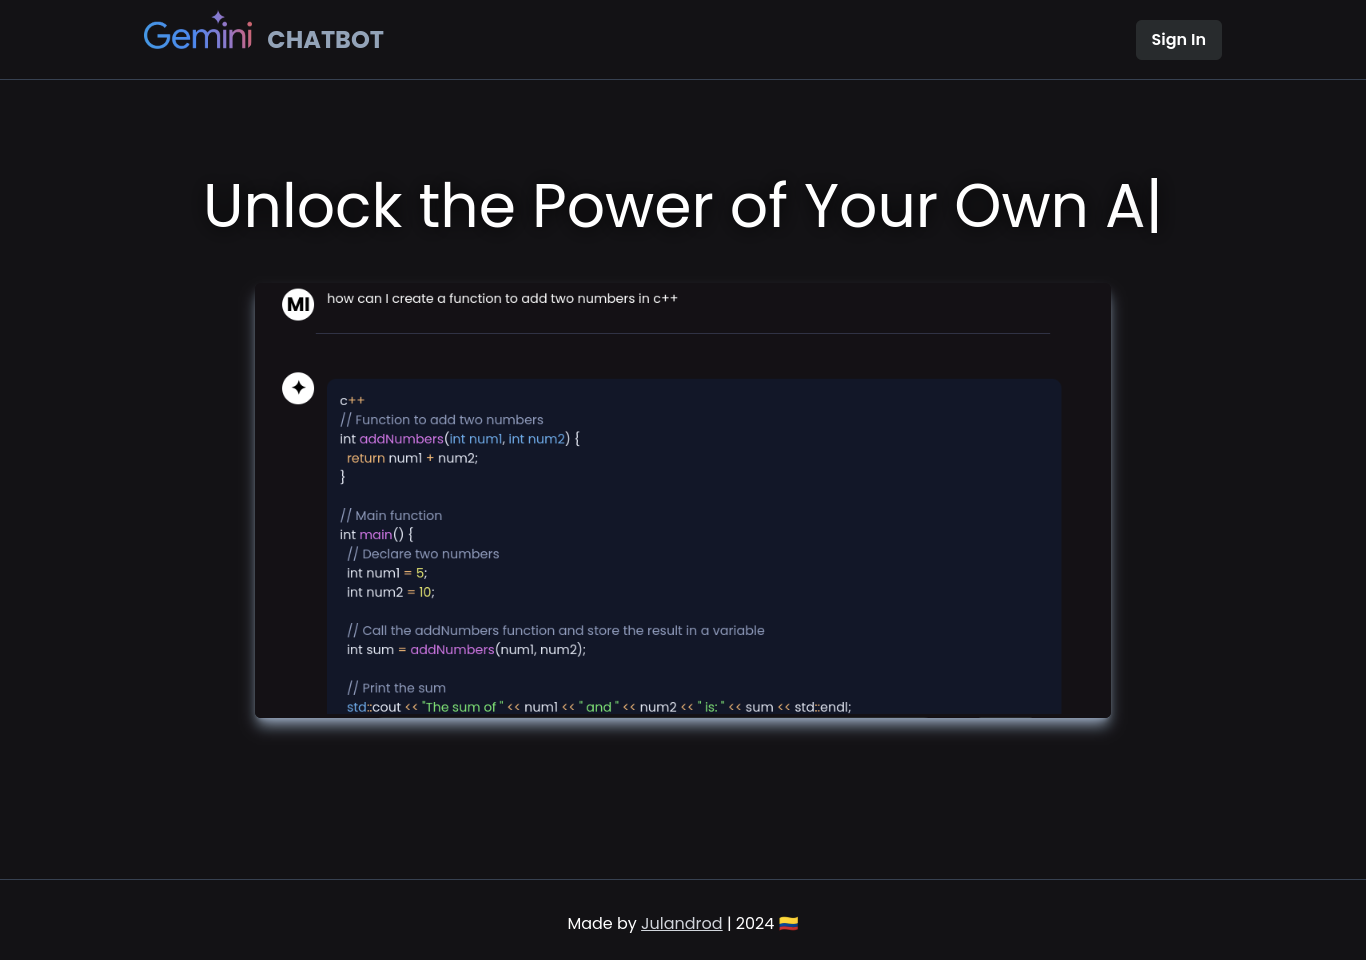 Gemini CHATBOT
Sign In
Unlock the Power of Your Own A|
MI how can I create a function to add two numbers in c++
c++
// Function to add two numbers
int addNumbers(int num1, int num2) {
return num1 + num2;
}
// Main function
int main() {
// Declare two numbers
int num1 = 5;
int num2 = 10;
// Call the addNumbers function and store the result in a variable
int sum = addNumbers(num1, num2);
// Print the sum
std::cout << "The sum of " << num1 << " and " << num2 << " is: " << sum << std::endl;
Made by Julandrod | 2024 🇨🇴